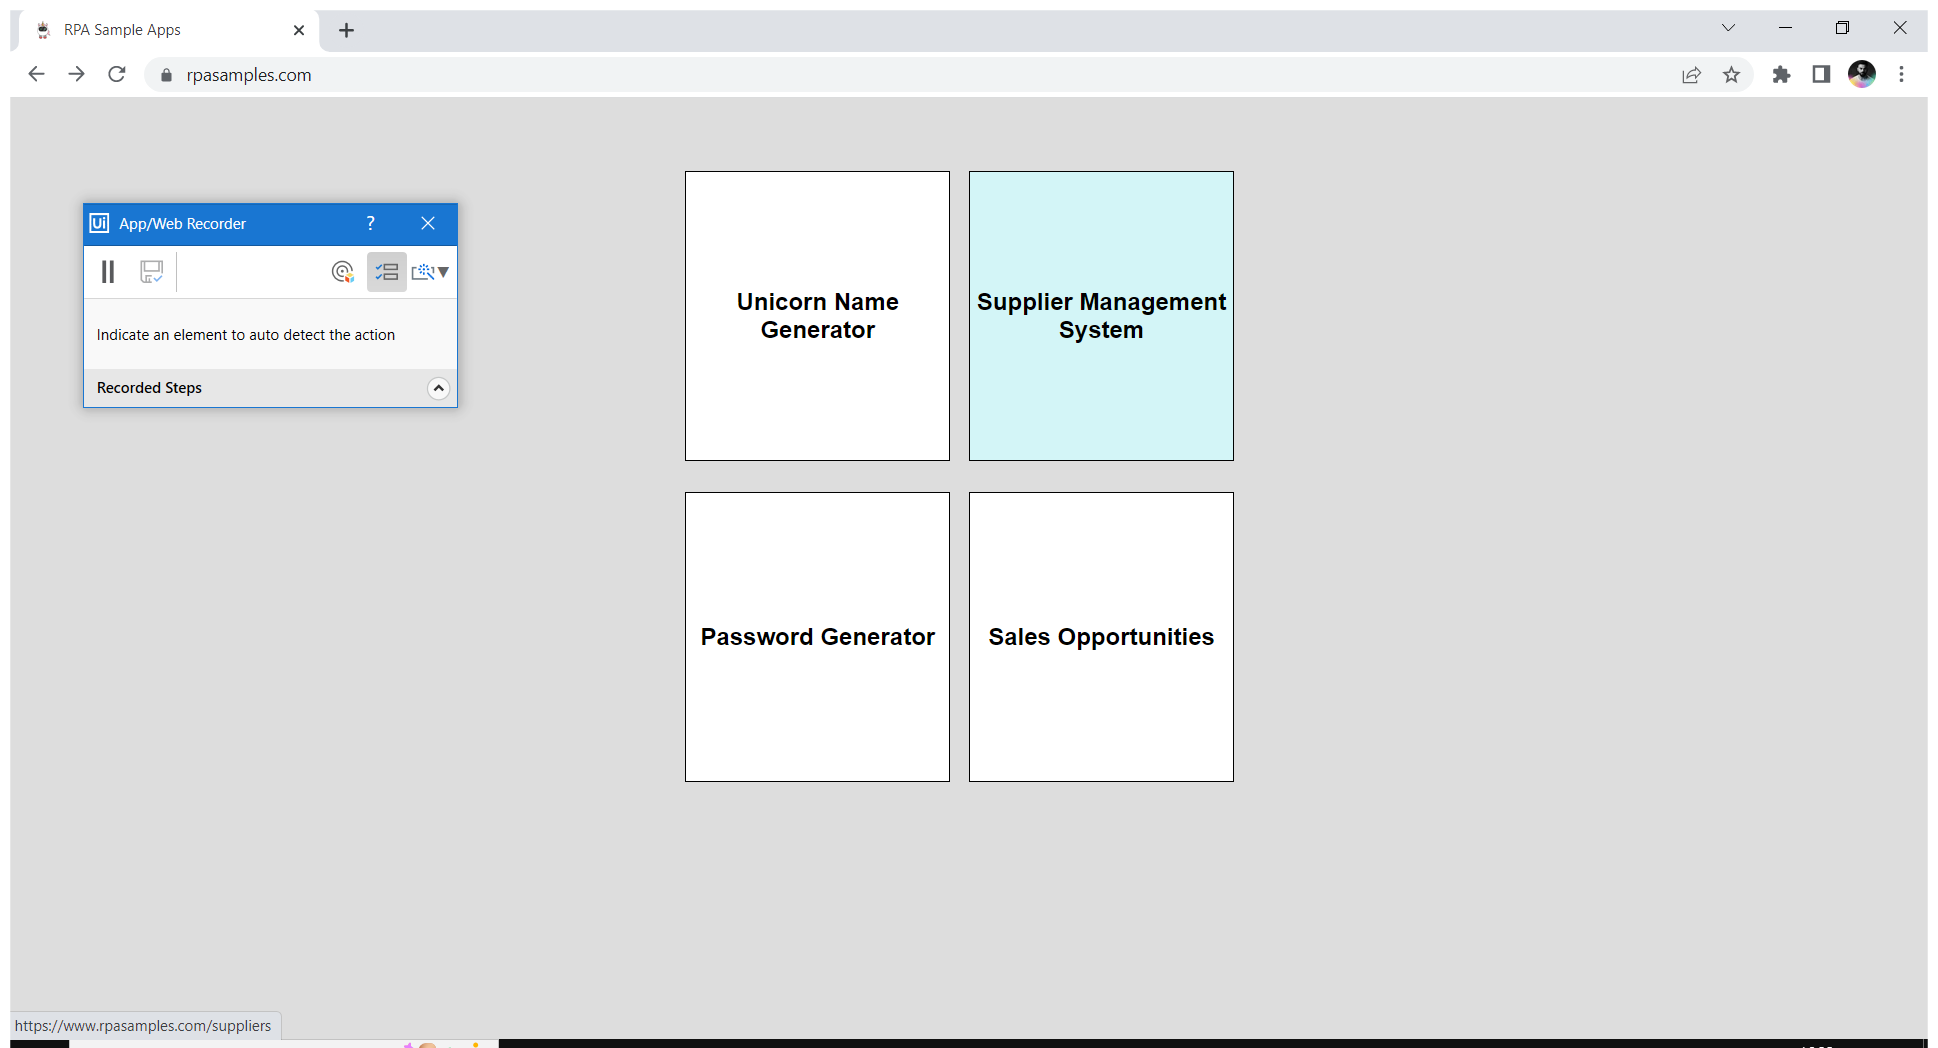 RPA Sample Apps
rpasamples.com
Ui App/Web Recorder ?
Indicate an element to auto detect the action
Recorded Steps
Unicorn Name
Generator
Supplier Management
System
Password Generator
Sales Opportunities
https://www.rpasamples.com/suppliers